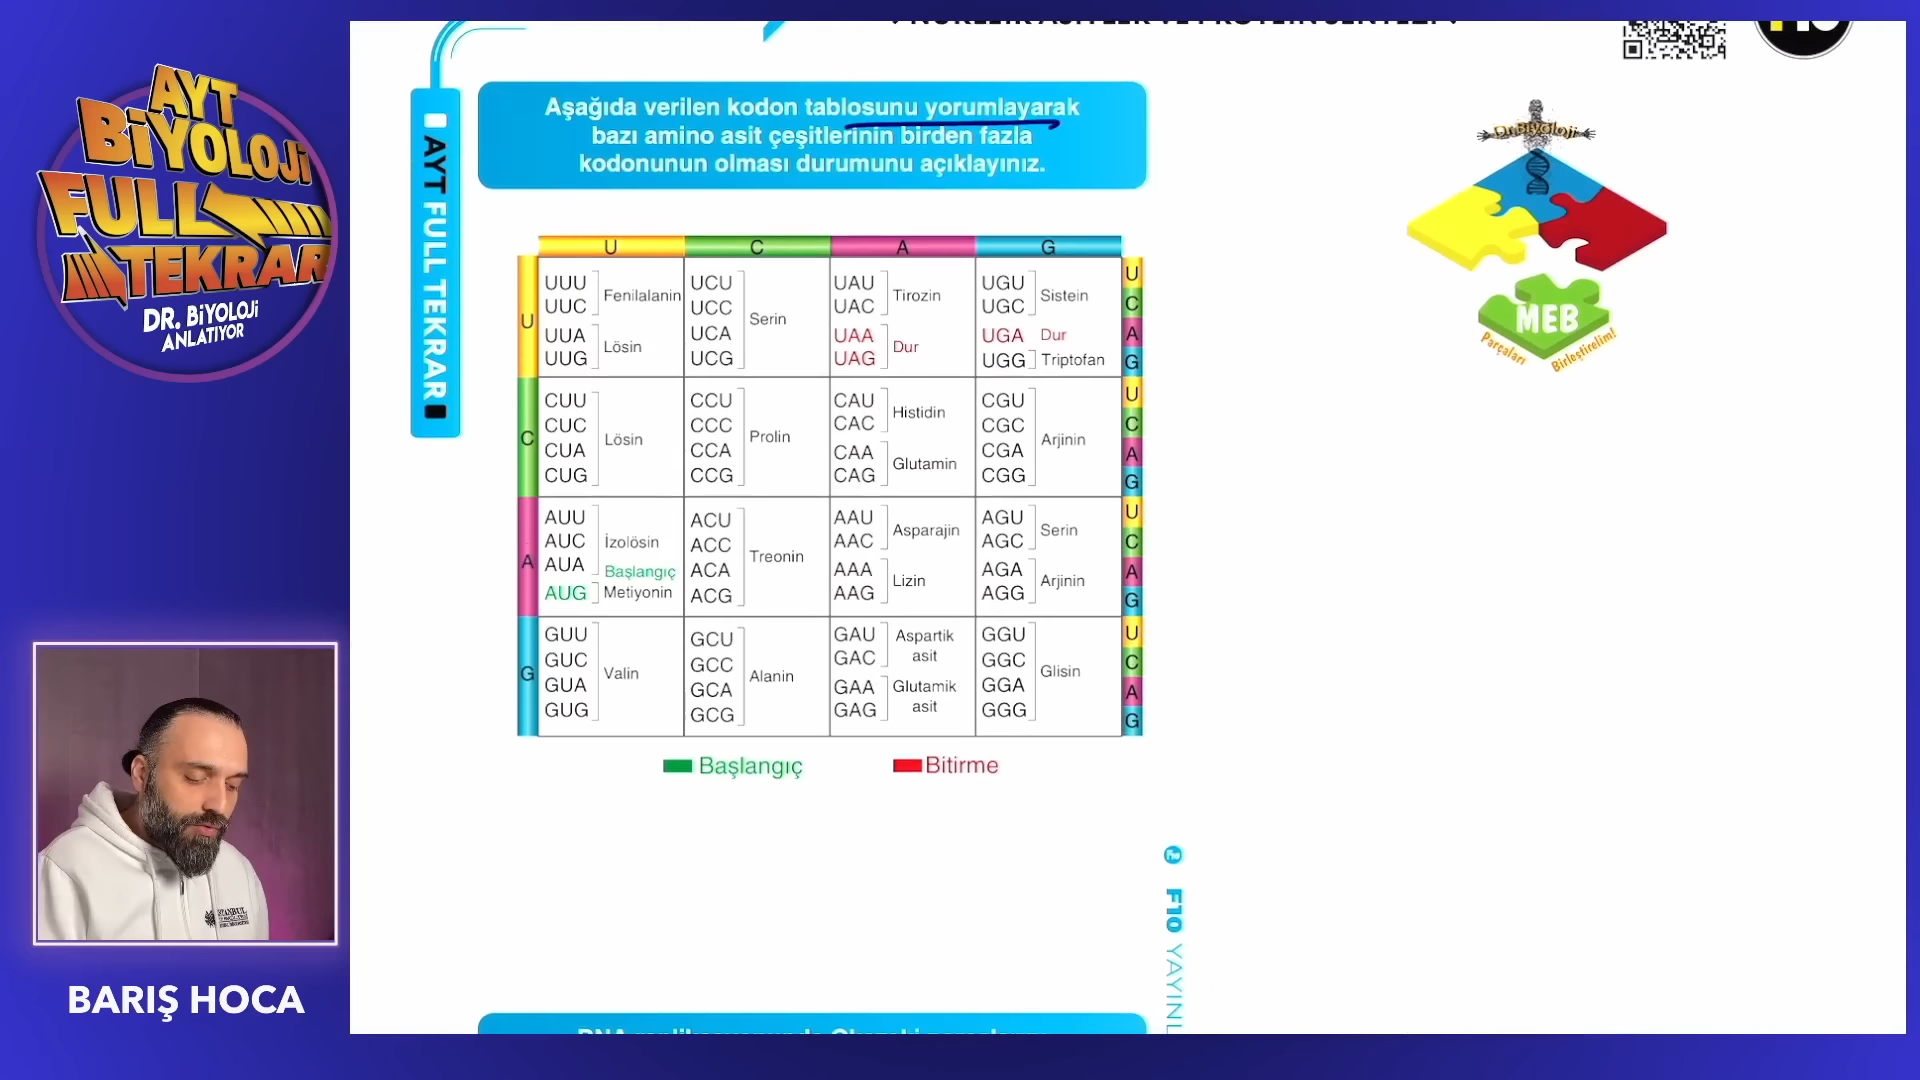 AYT
BİYOLOJİ
FULL
TEKRAR
DR. BİYOLOJİ
ANLATIYOR
AYT FULL TEKRAR
Aşağıda verilen kodon tablosunu yorumlayarak
bazı amino asit çeşitlerinin birden fazla
kodonunun olması durumunu açıklayınız.
Dr.Biyoloji
MEB
Parçaları Birleştirelim!
U C A G
U
UUU
UUC
Fenilalanin
UUA
UUG
Lösin
UCU
UCC
UCA
UCG
Serin
UAU
UAC
Tirozin
UAA
UAG
Dur
UGU
UGC
Sistein
UGA Dur
UGG Triptofan
U
C
A
G
C
CUU
CUC
CUA
CUG
Lösin
CCU
CCC
CCA
CCG
Prolin
CAU
CAC
Histidin
CAA
CAG
Glutamin
CGU
CGC
CGA
CGG
Arjinin
U
C
A
G
A
AUU
AUC
AUA
İzolösin
Başlangıç
AUG Metiyonin
ACU
ACC
ACA
ACG
Treonin
AAU
AAC
Asparajin
AAA
AAG
Lizin
AGU
AGC
Serin
AGA
AGG
Arjinin
U
C
A
G
G
GUU
GUC
GUA
GUG
Valin
GCU
GCC
GCA
GCG
Alanin
GAU
GAC
Aspartik
asit
GAA
GAG
Glutamik
asit
GGU
GGC
GGA
GGG
Glisin
U
C
A
G
Başlangıç
Bitirme
F10
İSTANBUL
BARIŞ HOCA